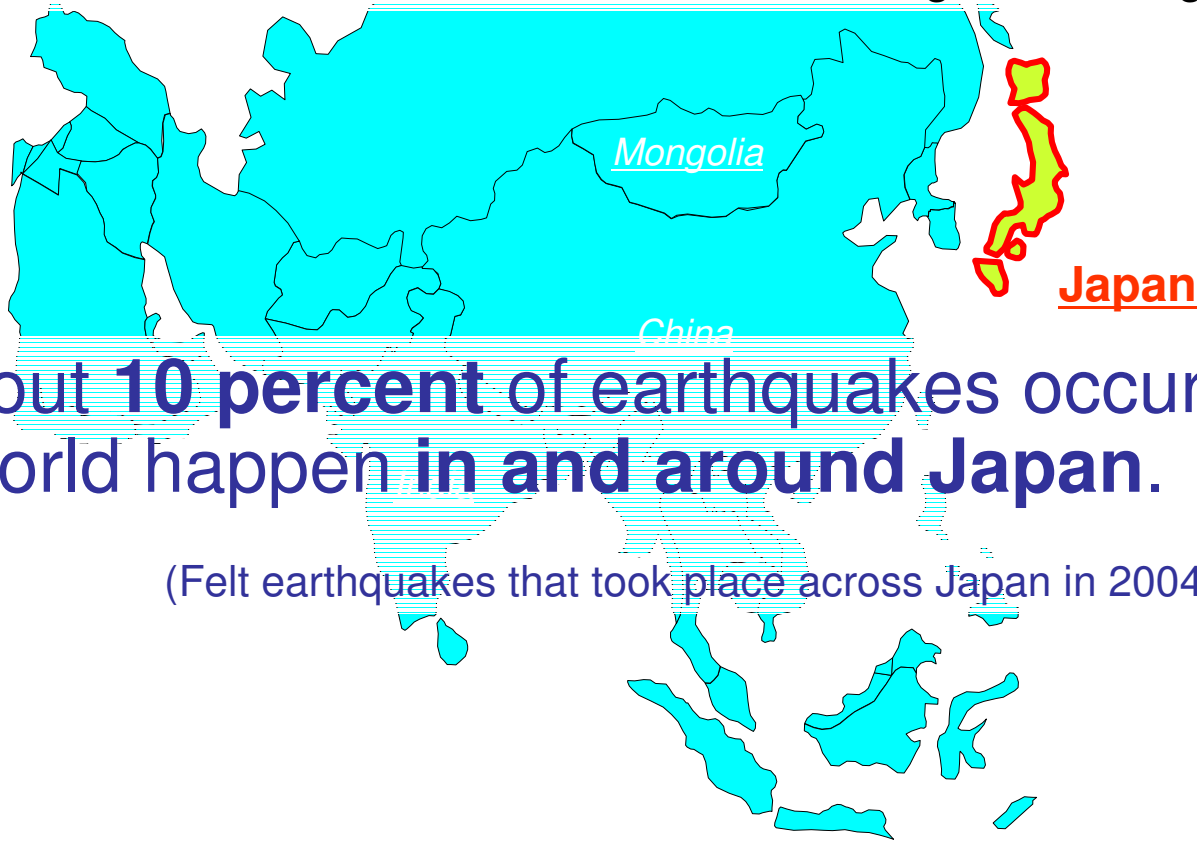 Mongolia
Japan
China
out 10 percent of earthquakes occur
orld happen in and around Japan.
(Felt earthquakes that took place across Japan in 2004